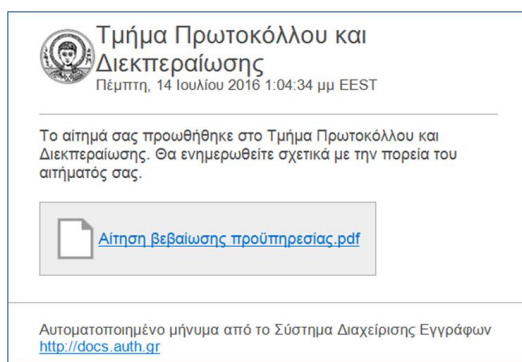 Τμήμα Πρωτοκόλλου και
Διεκπεραίωσης
Πέμπτη, 14 Ιουλίου 2016 1:04:34 μμ EEST
Το αίτημά σας προωθήθηκε στο Τμήμα Πρωτοκόλλου και
Διεκπεραίωσης. Θα ενημερωθείτε σχετικά με την πορεία του
αιτήματός σας.
Αίτηση βεβαίωσης προϋπηρεσίας.pdf
Αυτοματοποιημένο μήνυμα από το Σύστημα Διαχείρισης Εγγράφων
http://docs.auth.gr